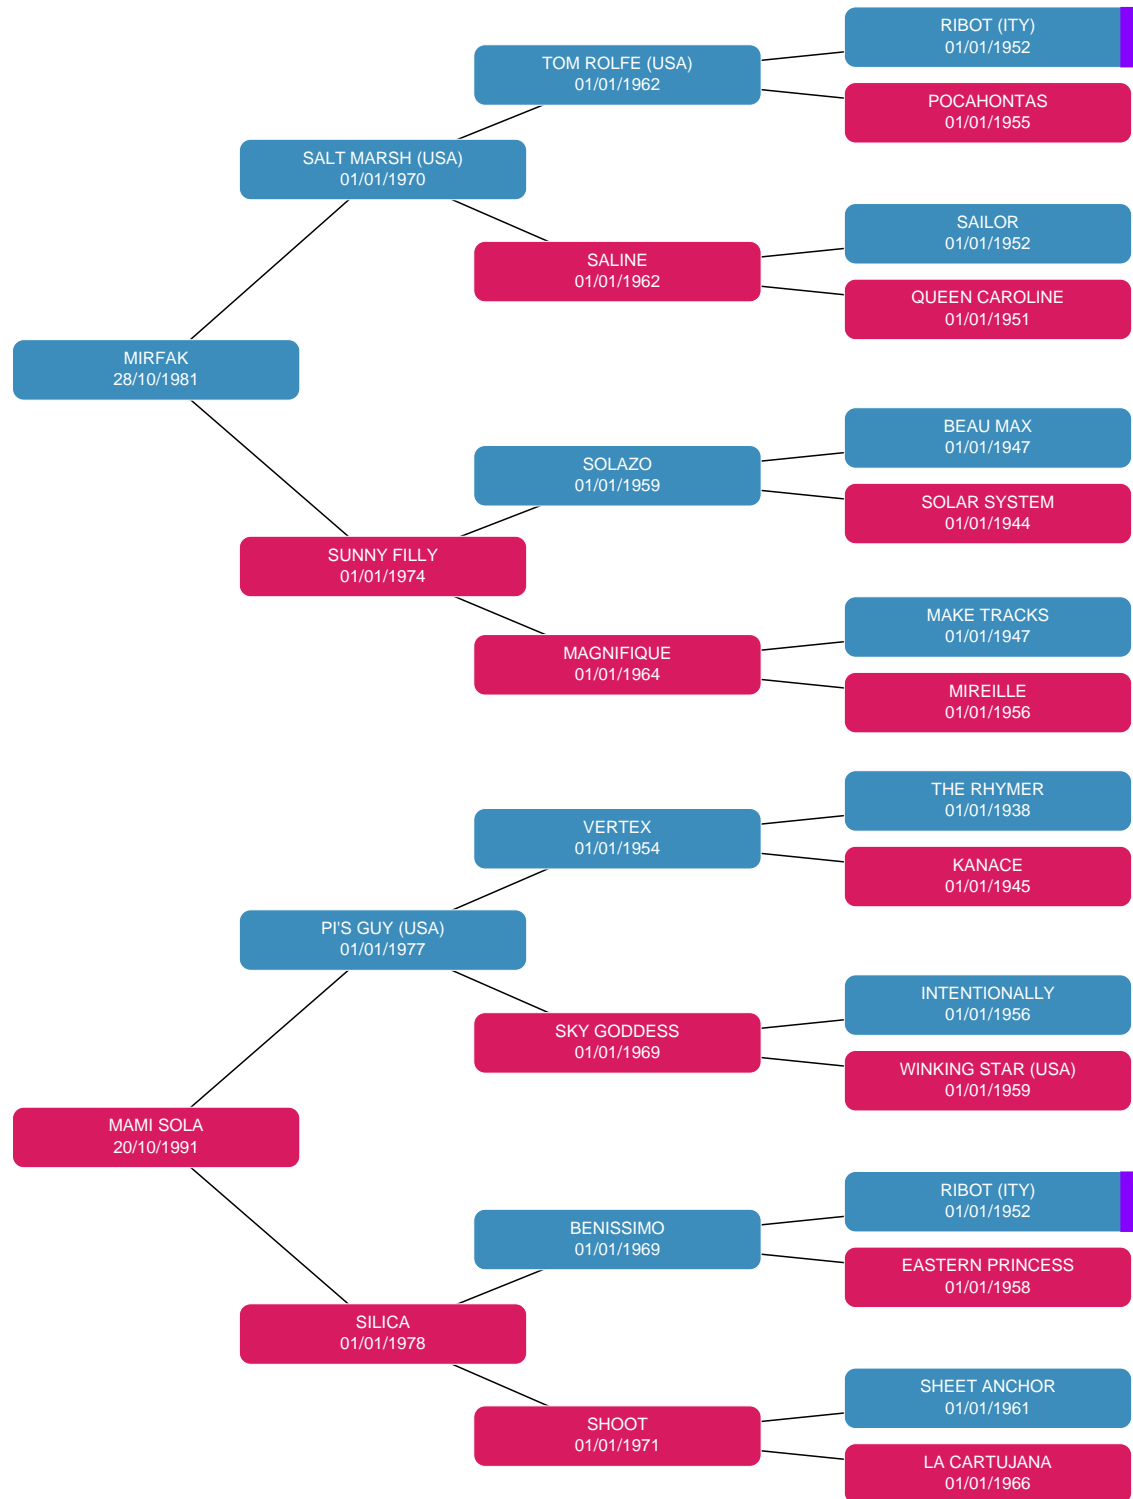 RIBOT (ITY)
01/01/1952
TOM ROLFE (USA)
01/01/1962
POCAHONTAS
01/01/1955
SALT MARSH (USA)
01/01/1970
SAILOR
01/01/1952
SALINE
01/01/1962
QUEEN CAROLINE
01/01/1951
MIRFAK
28/10/1981
BEAU MAX
01/01/1947
SOLAZO
01/01/1959
SOLAR SYSTEM
01/01/1944
SUNNY FILLY
01/01/1974
MAKE TRACKS
01/01/1947
MAGNIFIQUE
01/01/1964
MIREILLE
01/01/1956
THE RHYMER
01/01/1938
VERTEX
01/01/1954
KANACE
01/01/1945
PI'S GUY (USA)
01/01/1977
INTENTIONALLY
01/01/1956
SKY GODDESS
01/01/1969
WINKING STAR (USA)
01/01/1959
MAMI SOLA
20/10/1991
RIBOT (ITY)
01/01/1952
BENISSIMO
01/01/1969
EASTERN PRINCESS
01/01/1958
SILICA
01/01/1978
SHEET ANCHOR
01/01/1961
SHOOT
01/01/1971
LA CARTUJANA
01/01/1966